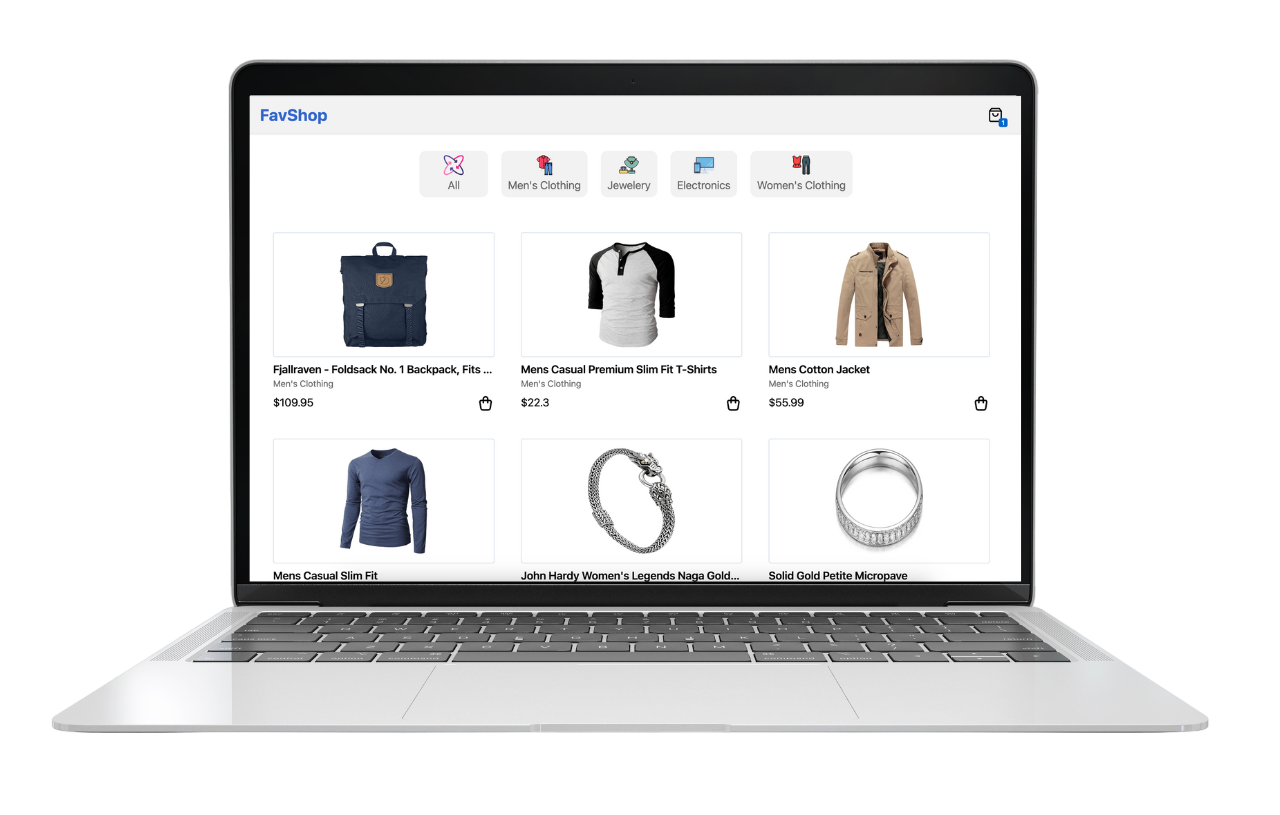 FavShop
1
All
Men's Clothing
Jewelery
Electronics
Women's Clothing
Fjallraven - Foldsack No. 1 Backpack, Fits ...
Men's Clothing
$109.95
Mens Casual Premium Slim Fit T-Shirts
Men's Clothing
$22.3
Mens Cotton Jacket
Men's Clothing
$55.99
Mens Casual Slim Fit
John Hardy Women's Legends Naga Gold...
Solid Gold Petite Micropave